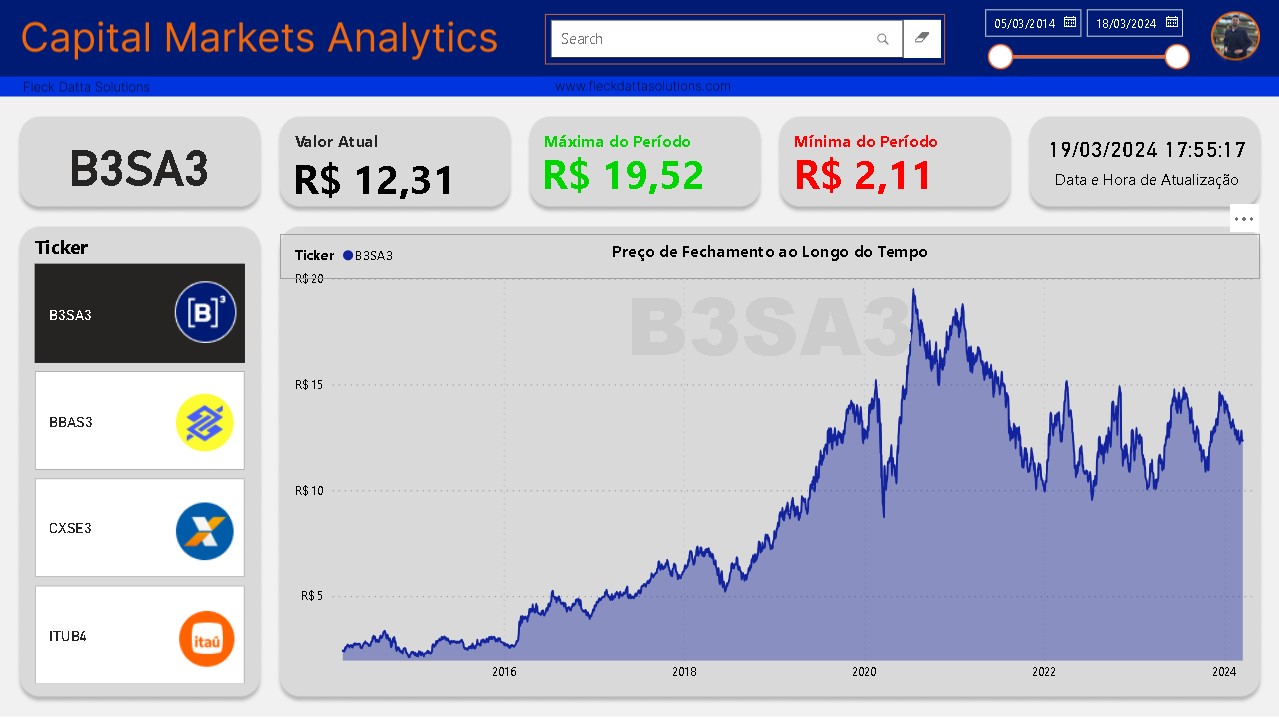 Capital Markets Analytics
Search
05/03/2014
18/03/2024
Fleck Datta Solutions
www.fleckdattasolutions.com
B3SA3
Valor Atual
R$ 12,31
Máxima do Período
R$ 19,52
Mínima do Período
R$ 2,11
19/03/2024 17:55:17
Data e Hora de Atualização
Ticker
B3SA3
[B]³
BBAS3
CXSE3
ITUB4
itaú
Ticker B3SA3
Preço de Fechamento ao Longo do Tempo
B3SA3
R$ 20
R$ 15
R$ 10
R$ 5
2016 2018 2020 2022 2024